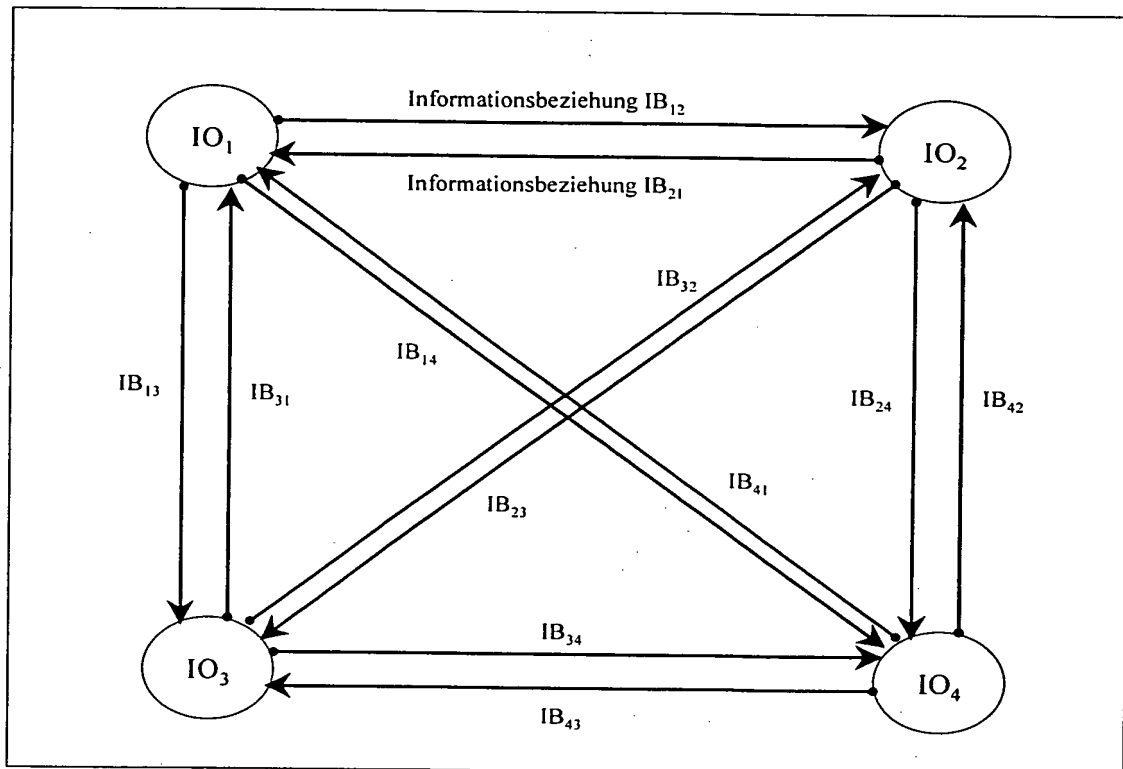 Informationsbeziehung IB₁₂
IO₁
IO₂
Informationsbeziehung IB₂₁
IB₃₂
IB₁₄
IB₁₃
IB₃₁
IB₂₄
IB₄₂
IB₄₁
IB₂₃
IB₃₄
IO₃
IO₄
IB₄₃